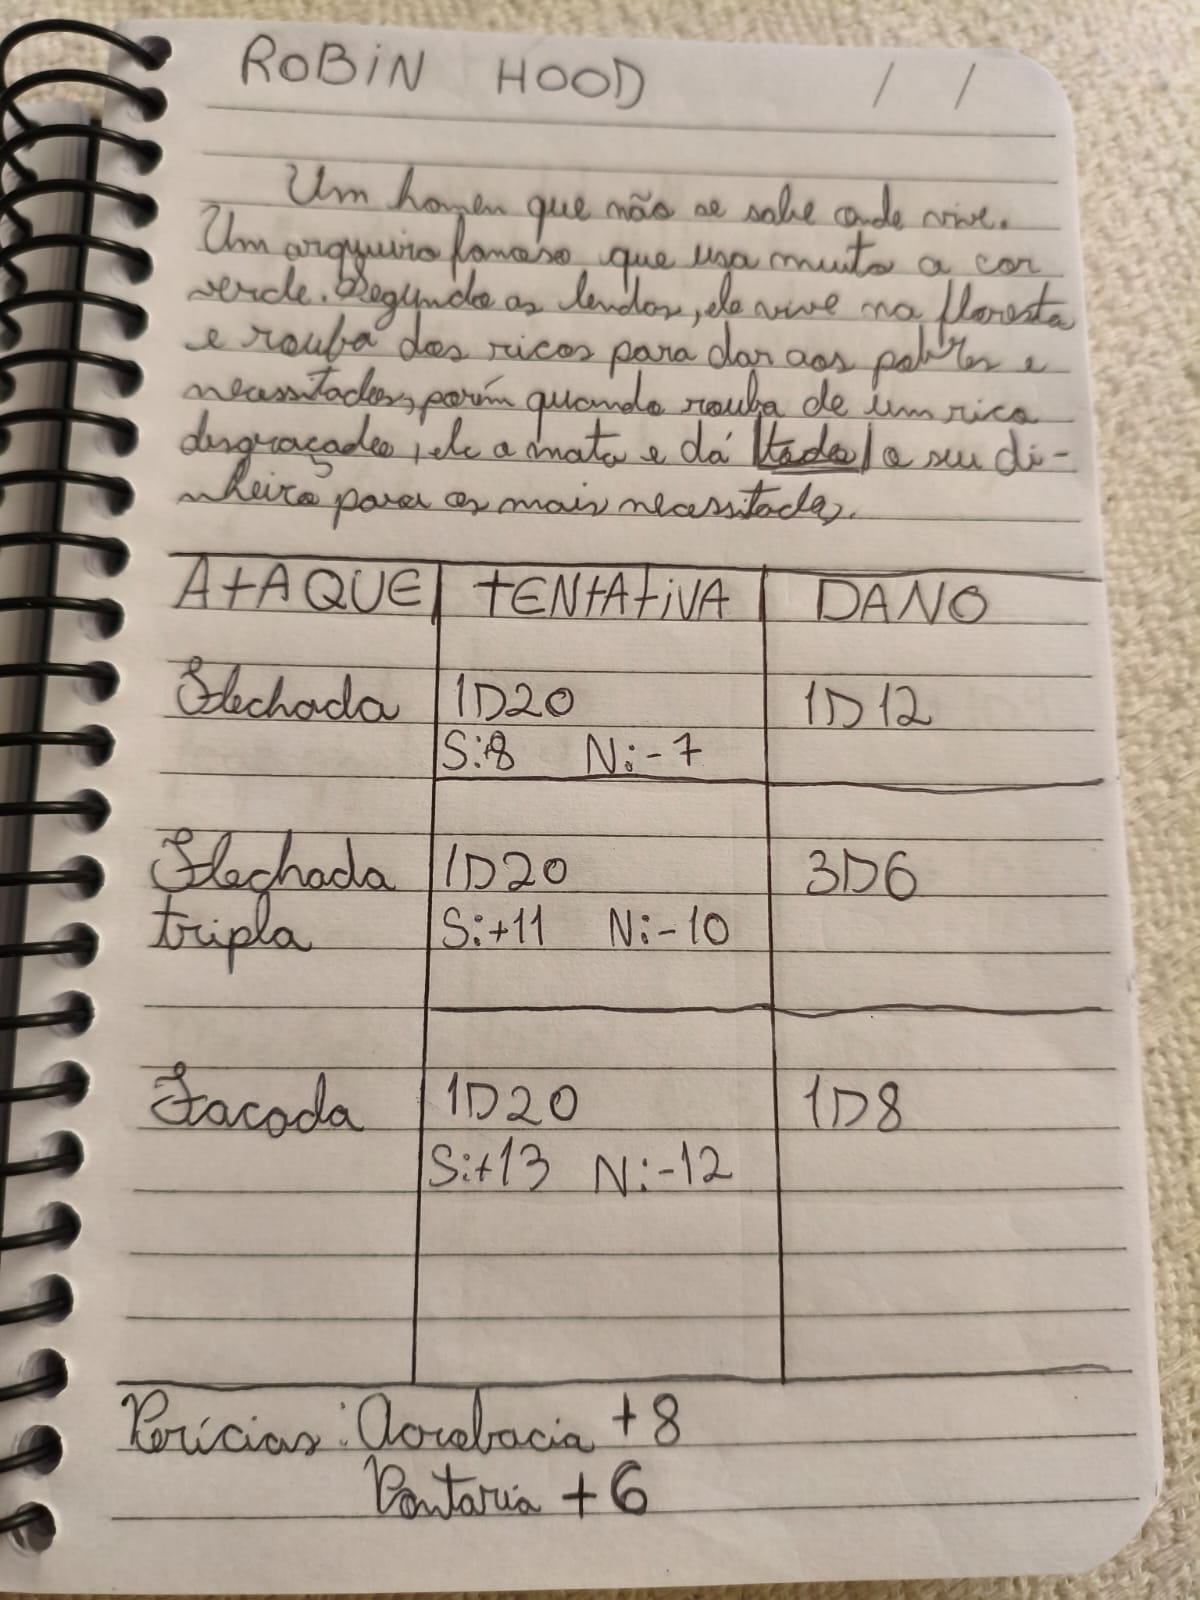 ROBIN HOOD / /
Um homen que não se sabe onde vive.
Um arqueiro famoso que usa muito a cor
verde. Segundo as lendas, ele vive na floresta
e rouba dos ricos para dar aos pobres e
necessitados, porém quando rouba de um rico
desgraçado, ele o mata e dá todo o seu di-
nheiro para os mais necessitados.
ATAQUE TENTATIVA DANO
Flechada 1D20 1D12
S:8 N:-7
Flechada 1D20 3D6
tripla S:+11 N:-10
Facada 1D20 1D8
S:+13 N:-12
Perícias: Acrobacia +8
Pontaria +6